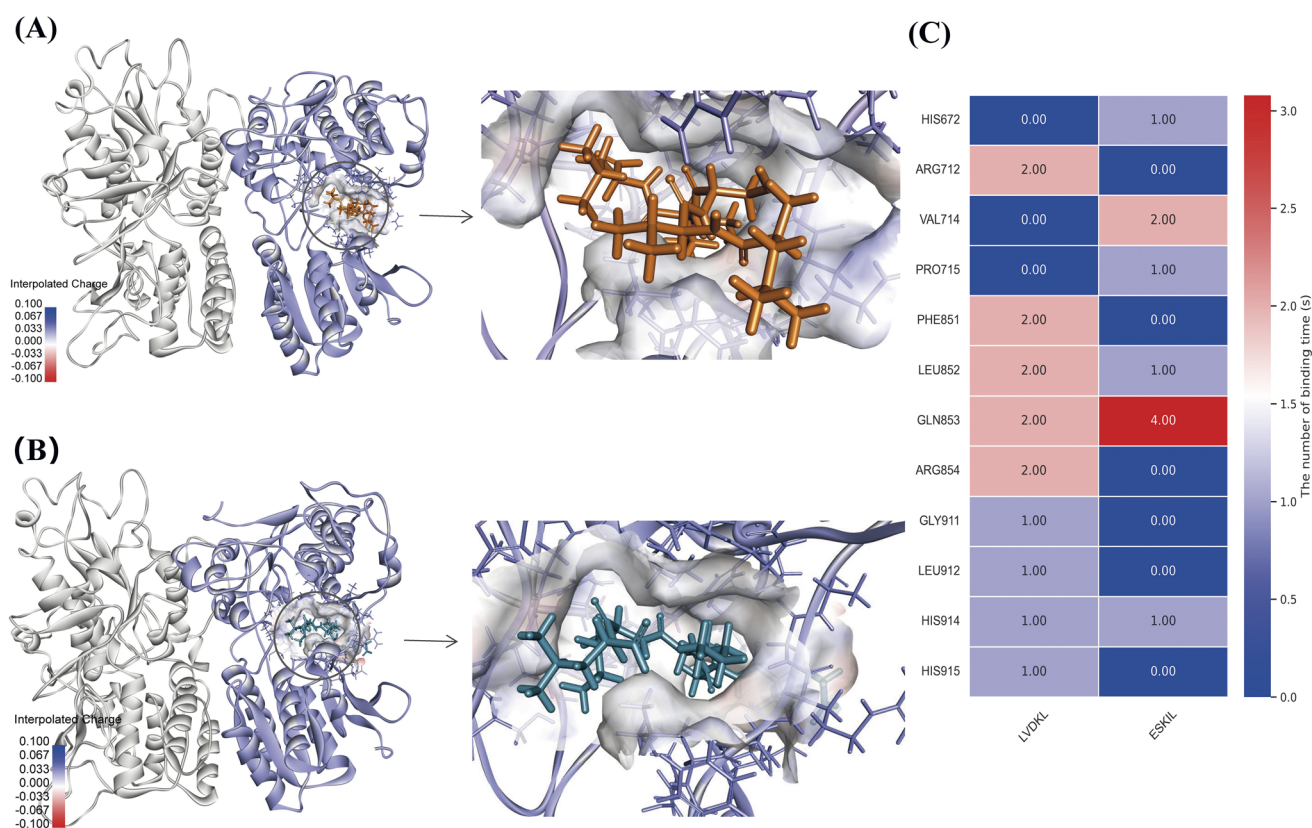 (A)
Interpolated Charge
0.100
0.067
0.033
0.000
-0.033
-0.067
-0.100
(B)
Interpolated Charge
0.100
0.067
0.033
0.000
-0.033
-0.067
-0.100
(C)
HIS672 0.00 1.00
ARG712 2.00 0.00
VAL714 0.00 2.00
PRO715 0.00 1.00
PHE851 2.00 0.00
LEU852 2.00 1.00
GLN853 2.00 4.00
ARG854 2.00 0.00
GLY911 1.00 0.00
LEU912 1.00 0.00
HIS914 1.00 1.00
HIS915 1.00 0.00
LVDKL ESKIL
3.0
2.5
2.0
1.5
1.0
0.5
0.0
The number of binding time (s)